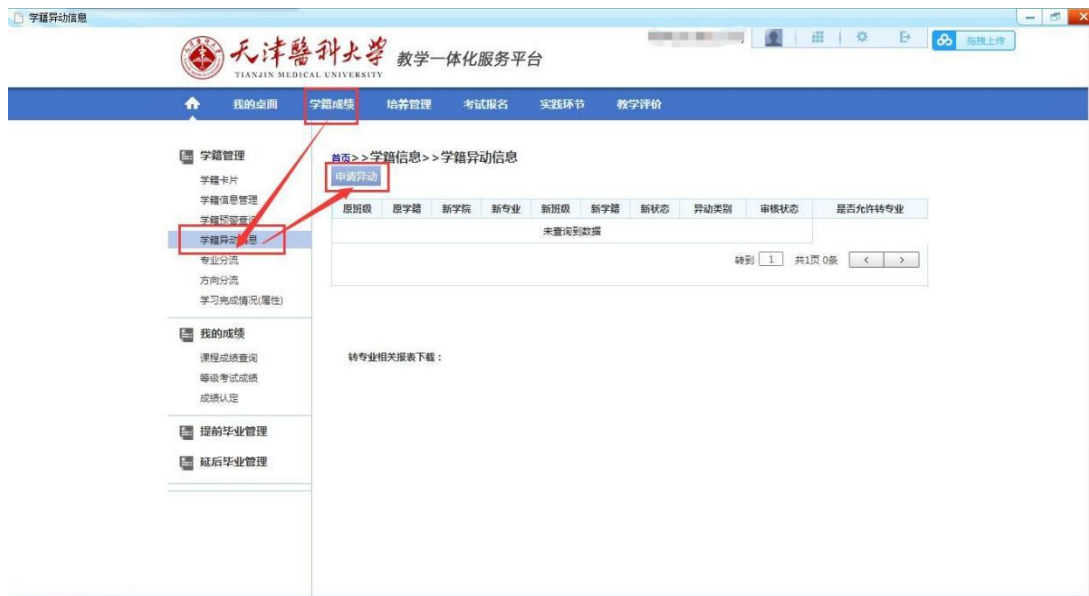 学籍异动信息
天津醫科大学 教学一体化服务平台
TIANJIN MEDICAL UNIVERSITY
拖拽上传
我的桌面 学籍成绩 培养管理 考试报名 实践环节 教学评价
学籍管理
学籍卡片
学籍信息管理
学籍预警查询
学籍异动信息
专业分流
方向分流
学习完成情况(属性)
我的成绩
课程成绩查询
等级考试成绩
成绩认定
提前毕业管理
延后毕业管理
首页>>学籍信息>>学籍异动信息
申请异动
原班级 原学籍 新学院 新专业 新班级 新学籍 新状态 异动类别 审核状态 是否允许转专业
未查询到数据
转到 1 共1页 0条 < >
转专业相关报表下载：